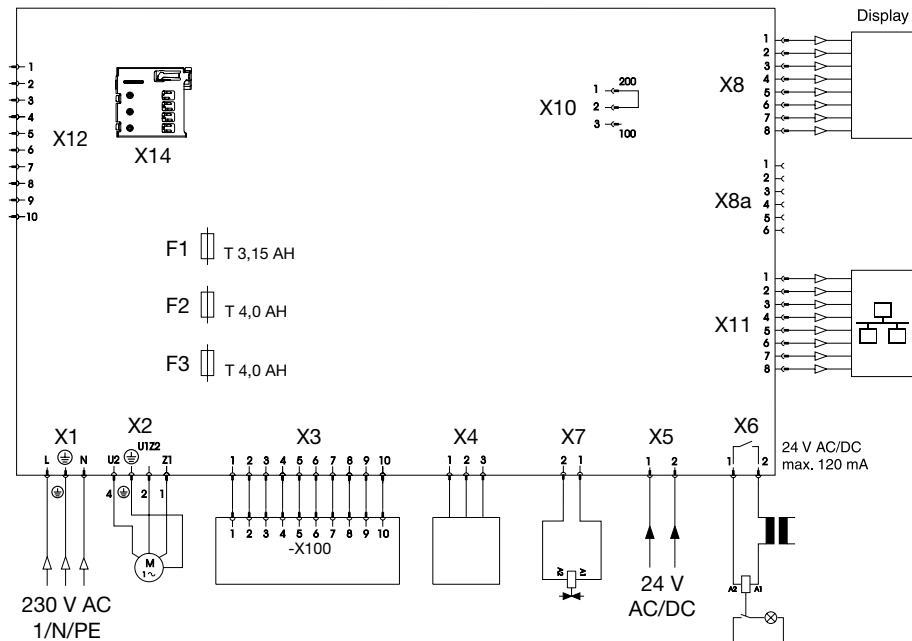 Display
1
2
3
4
5
6
7
8
X8
1
2
3
4
5
6
7
8
9
10
X12
X14
X10
1
2
3
200
100
X8a
1
2
3
4
5
6
F1 T 3,15 AH
F2 T 4,0 AH
F3 T 4,0 AH
X11
1
2
3
4
5
6
7
8
X1
L N
X2
U2 U1Z2 Z1
4 2 1
M
1~
X3
1 2 3 4 5 6 7 8 9 10
1 2 3 4 5 6 7 8 9 10
-X100
X4
1 2 3
X7
2 1
A2 A1
X5
1 2
X6
1 2
24 V AC/DC
max. 120 mA
A2 A1
230 V AC
1/N/PE
24 V
AC/DC